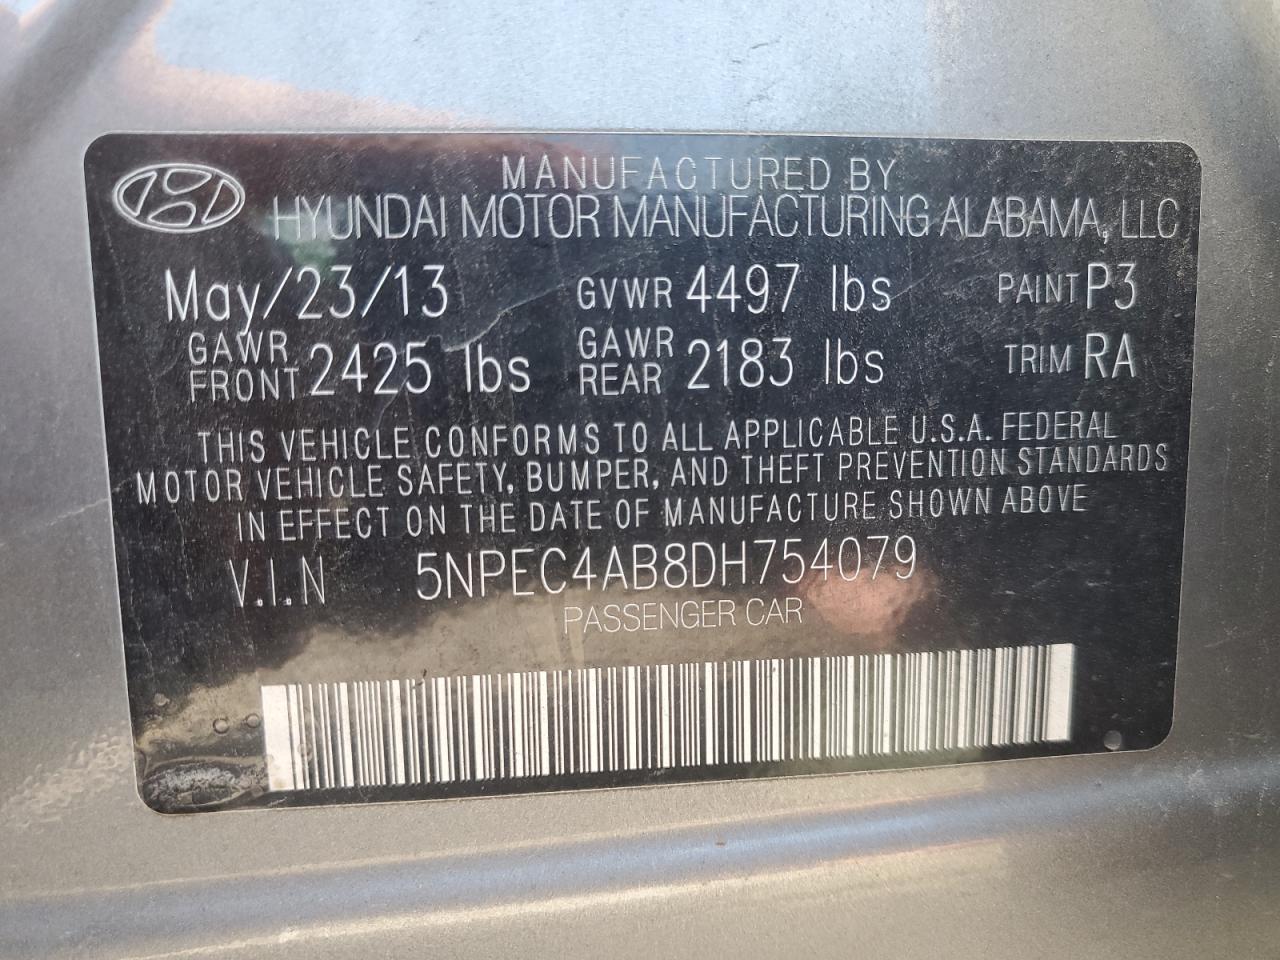 MANUFACTURED BY
HYUNDAI MOTOR MANUFACTURING ALABAMA, LLC
May/23/13 GVWR 4497 lbs PAINT P3
GAWR FRONT 2425 lbs GAWR REAR 2183 lbs TRIM RA
THIS VEHICLE CONFORMS TO ALL APPLICABLE U.S.A. FEDERAL
MOTOR VEHICLE SAFETY, BUMPER, AND THEFT PREVENTION STANDARDS
IN EFFECT ON THE DATE OF MANUFACTURE SHOWN ABOVE
V.I.N 5NPEC4AB8DH754079
PASSENGER CAR